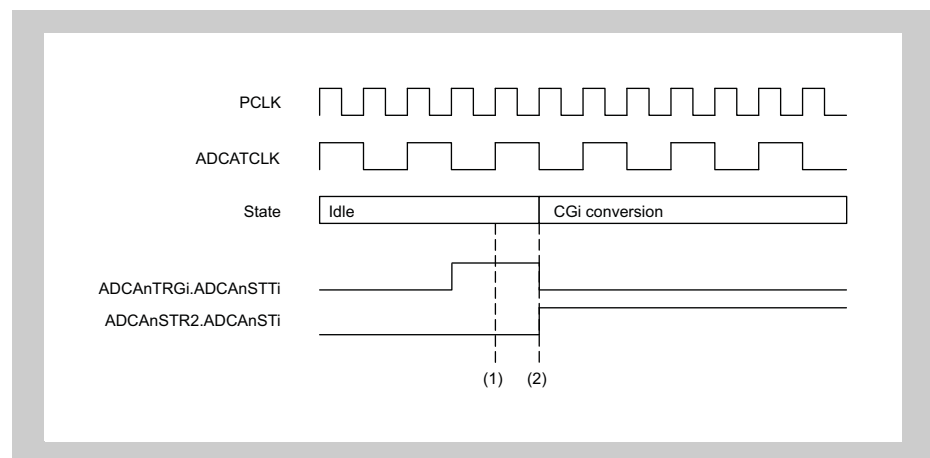 PCLK
ADCATCLK
State Idle CGi conversion
ADCAnTRGi.ADCAnSTTi
ADCAnSTR2.ADCAnSTi
(1) (2)